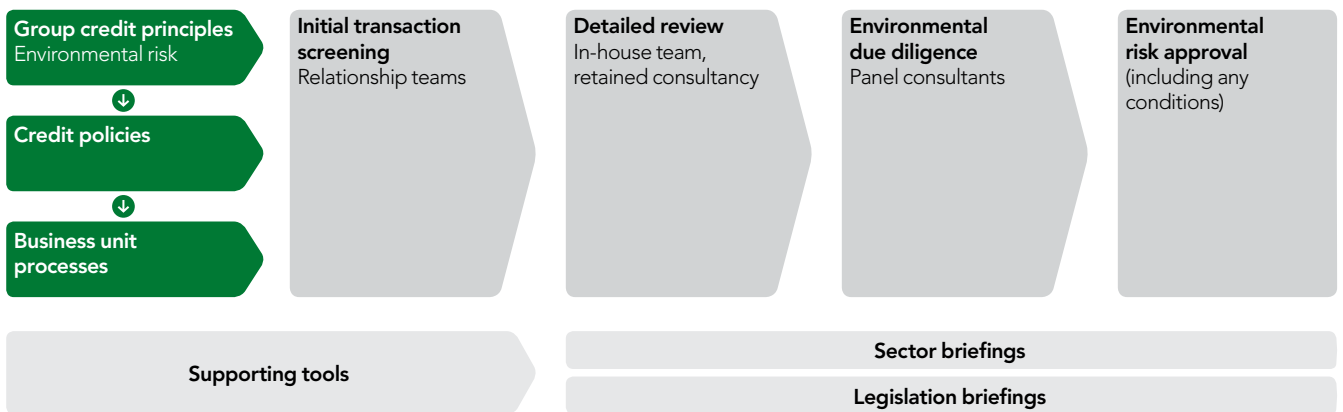 Group credit principles
Environmental risk
Credit policies
Business unit
processes
Initial transaction
screening
Relationship teams
Detailed review
In-house team,
retained consultancy
Environmental
due diligence
Panel consultants
Environmental
risk approval
(including any
conditions)
Supporting tools
Sector briefings
Legislation briefings